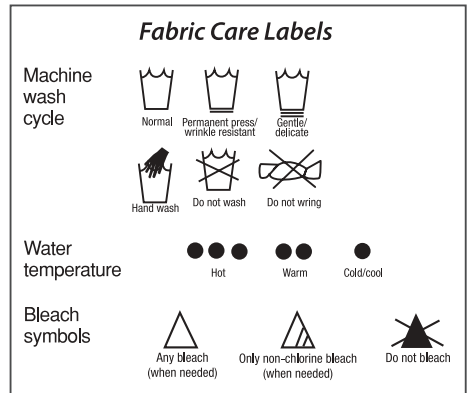 Fabric Care Labels
Machine
wash
cycle
Normal
Permanent press/
wrinkle resistant
Gentle/
delicate
Hand wash
Do not wash
Do not wring
Water
temperature
Hot
Warm
Cold/cool
Bleach
symbols
Any bleach
(when needed)
Only non-chlorine bleach
(when needed)
Do not bleach